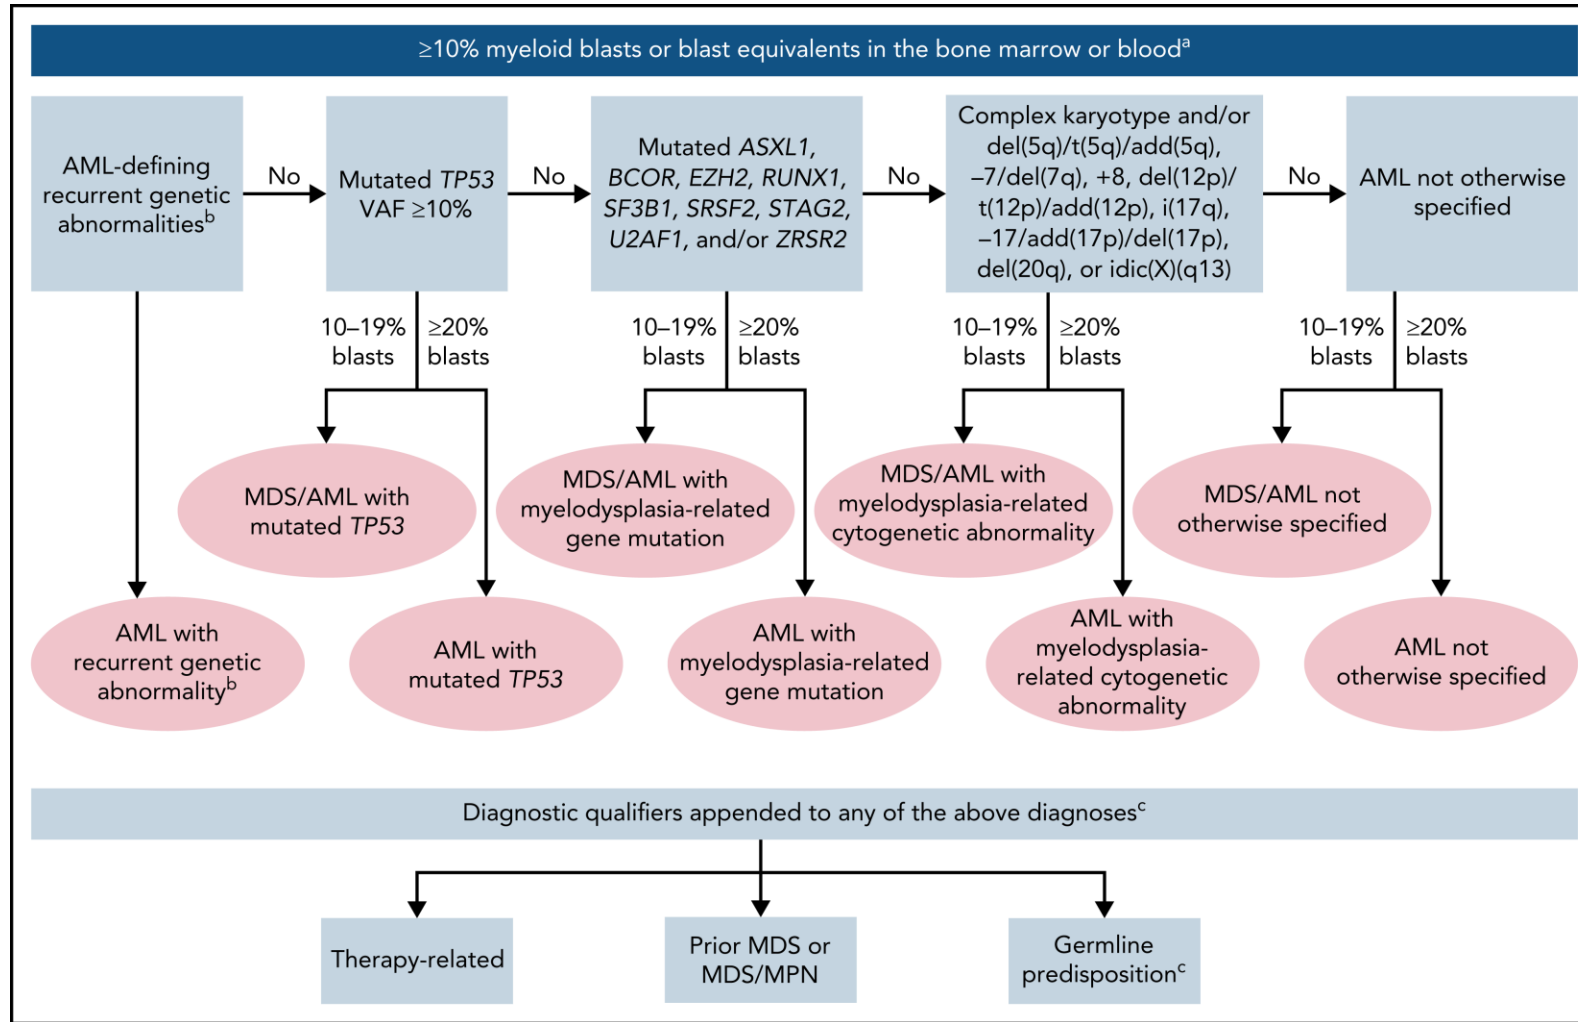 ≥10% myeloid blasts or blast equivalents in the bone marrow or bloodᵃ
AML-defining
recurrent genetic
abnormalitiesᵇ
No
Mutated TP53
VAF ≥10%
No
Mutated ASXL1,
BCOR, EZH2, RUNX1,
SF3B1, SRSF2, STAG2,
U2AF1, and/or ZRSR2
No
Complex karyotype and/or
del(5q)/t(5q)/add(5q),
–7/del(7q), +8, del(12p)/
t(12p)/add(12p), i(17q),
–17/add(17p)/del(17p),
del(20q), or idic(X)(q13)
No
AML not otherwise
specified
10–19%
blasts
≥20%
blasts
10–19%
blasts
≥20%
blasts
10–19%
blasts
≥20%
blasts
10–19%
blasts
≥20%
blasts
MDS/AML with
mutated TP53
MDS/AML with
myelodysplasia-related
gene mutation
MDS/AML with
myelodysplasia-related
cytogenetic abnormality
MDS/AML not
otherwise specified
AML with
recurrent genetic
abnormalityᵇ
AML with
mutated TP53
AML with
myelodysplasia-related
gene mutation
AML with
myelodysplasia-
related cytogenetic
abnormality
AML not
otherwise specified
Diagnostic qualifiers appended to any of the above diagnosesᶜ
Therapy-related
Prior MDS or
MDS/MPN
Germline
predispositionᶜ